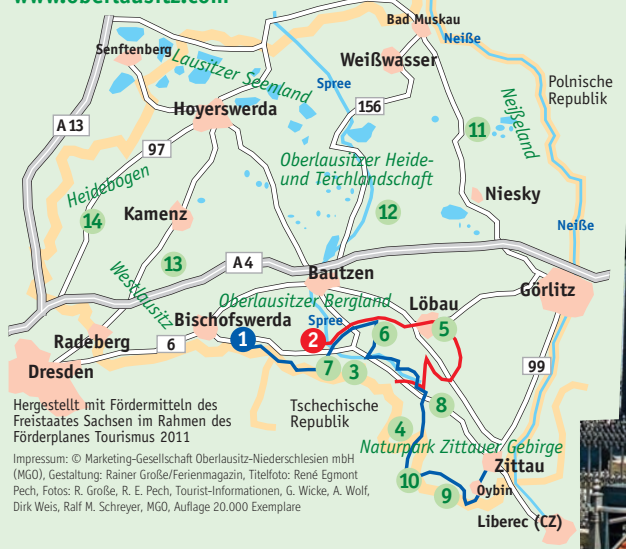 www.oberlausitz.com
Bad Muskau
Neiße
Senftenberg
Lausitzer Seenland
Weißwasser
Spree
Polnische
Republik
Hoyerswerda
156
A 13
Neißeland
11
97
Oberlausitzer Heide-
und Teichlandschaft
Heidebogen
Niesky
14
Kamenz
12
Neiße
13
A 4
Westlausitz
Bautzen
Görlitz
Oberlausitzer Bergland
Löbau
Bischofswerda
Spree
5
6
Radeberg
6
1
2
7
3
99
Dresden
8
Hergestellt mit Fördermitteln des
Freistaates Sachsen im Rahmen des
Förderplanes Tourismus 2011
Tschechische
Republik
4
Naturpark Zittauer Gebirge
Impressum: © Marketing-Gesellschaft Oberlausitz-Niederschlesien mbH
(MGO), Gestaltung: Rainer Große/Ferienmagazin, Titelfoto: René Egmont
Pech, Fotos: R. Große, R. E. Pech, Tourist-Informationen, G. Wicke, A. Wolf,
Dirk Weis, Ralf M. Schreyer, MGO, Auflage 20.000 Exemplare
Zittau
10
9
Oybin
Liberec (CZ)